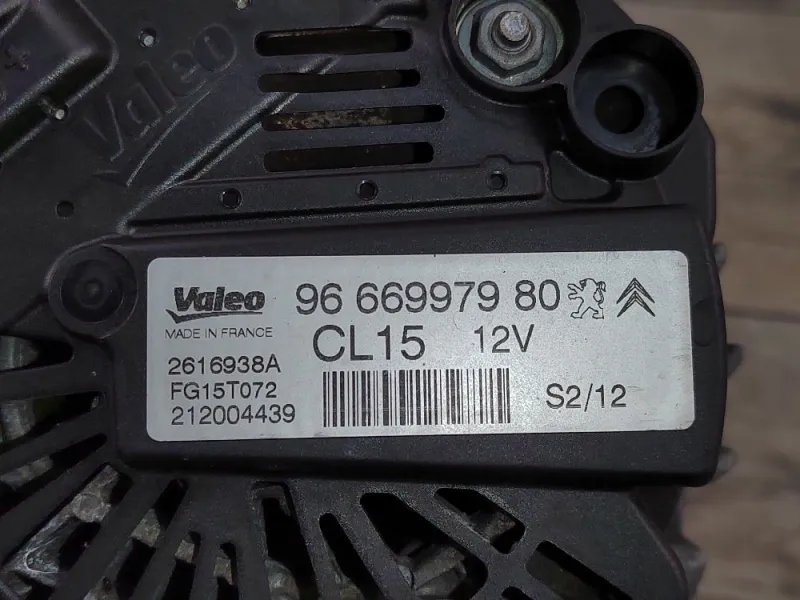 Valeo
Valeo 96 669979 80
MADE IN FRANCE CL15 12V
2616938A
FG15T072 S2/12
212004439